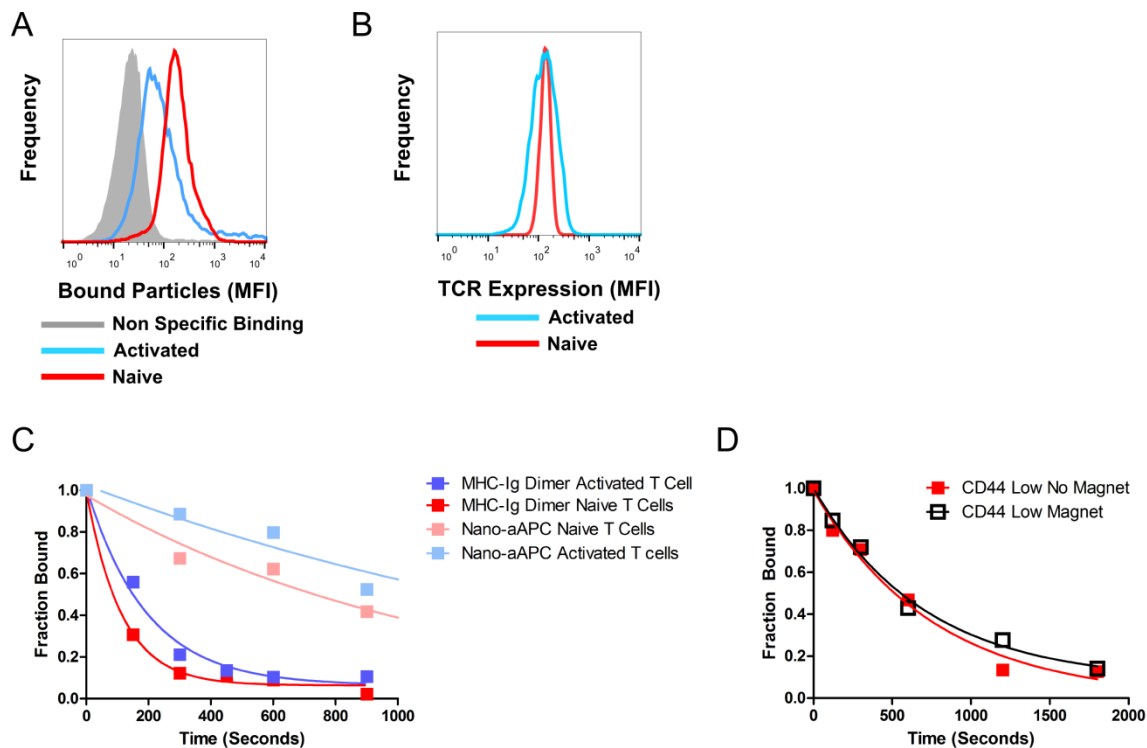 A
Frequency
10^0 10^1 10^2 10^3 10^4
Bound Particles (MFI)
Non Specific Binding
Activated
Naive
B
Frequency
10^0 10^1 10^2 10^3 10^4
TCR Expression (MFI)
Activated
Naive
C
Fraction Bound
1.0
0.8
0.6
0.4
0.2
0.0
0 200 400 600 800 1000
Time (Seconds)
MHC-Ig Dimer Activated T Cell
MHC-Ig Dimer Naive T Cells
Nano-aAPC Naive T Cells
Nano-aAPC Activated T cells
D
Fraction Bound
1.0
0.8
0.6
0.4
0.2
0.0
0 500 1000 1500 2000
Time (Seconds)
CD44 Low No Magnet
CD44 Low Magnet